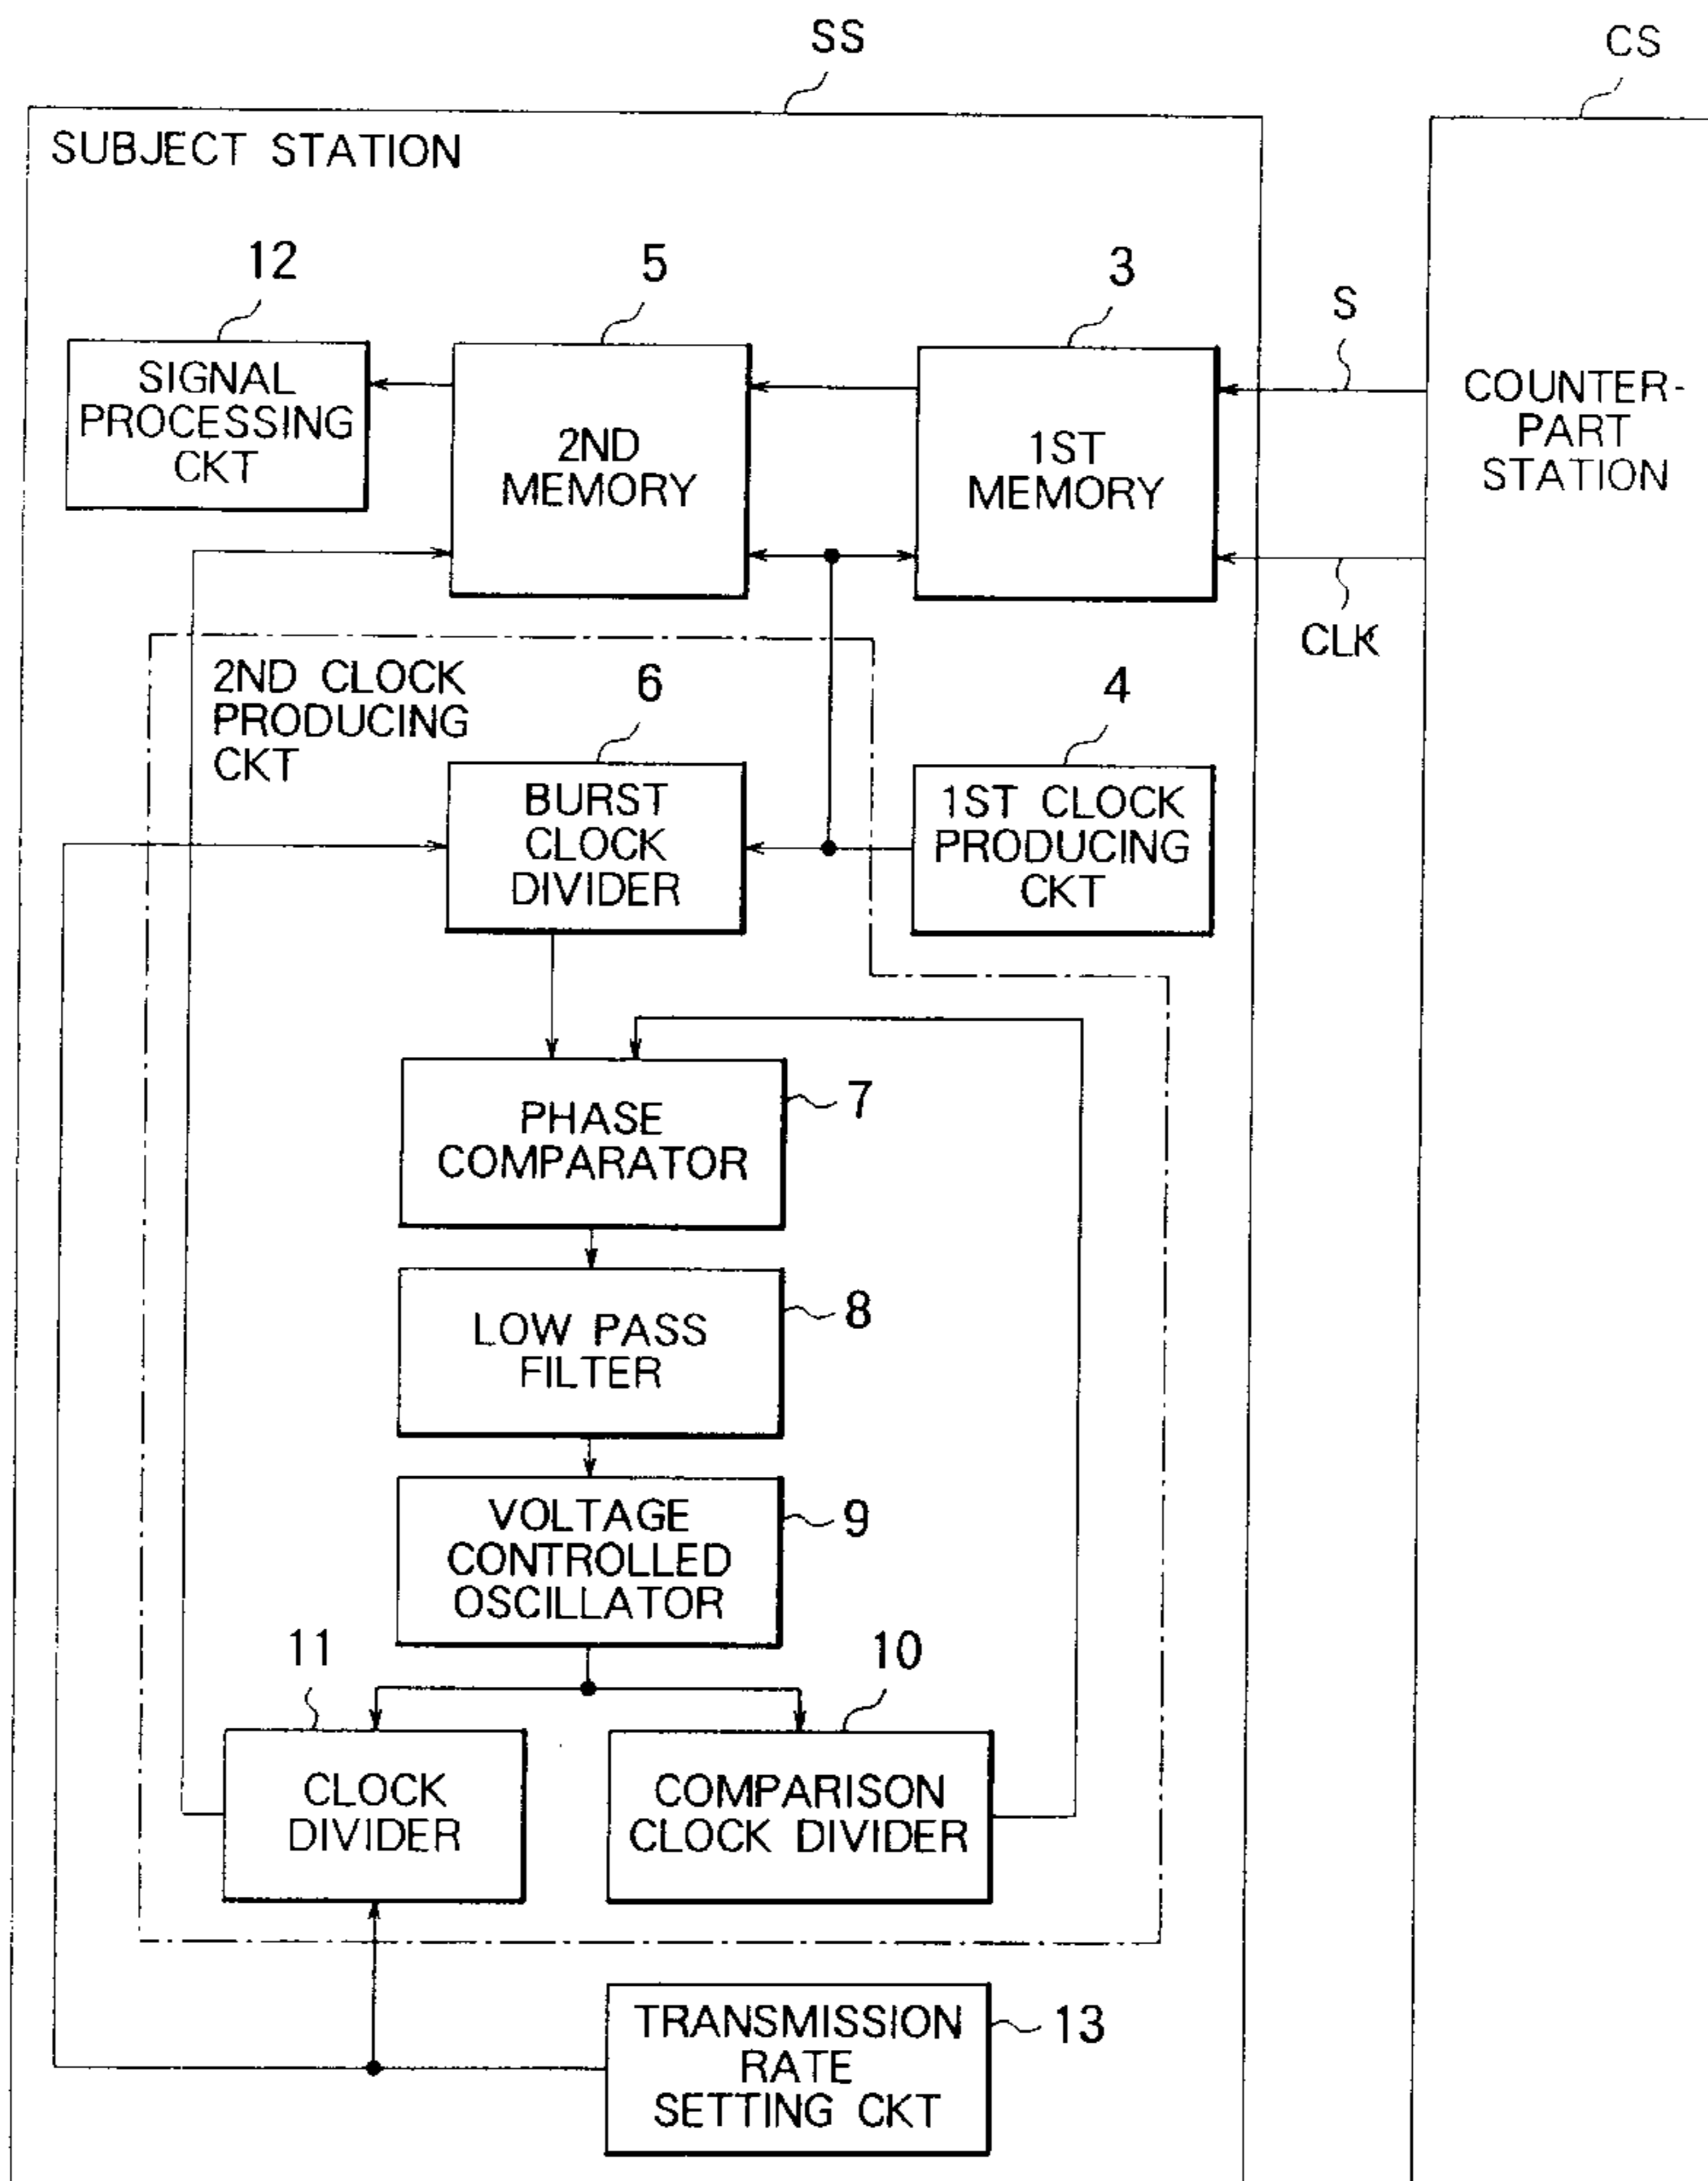 SS
CS
SUBJECT STATION
12
5
3
S
SIGNAL
PROCESSING
CKT
2ND
MEMORY
1ST
MEMORY
COUNTER-
PART
STATION
CLK
2ND CLOCK
PRODUCING
CKT
6
4
BURST
CLOCK
DIVIDER
1ST CLOCK
PRODUCING
CKT
PHASE
COMPARATOR
7
LOW PASS
FILTER
8
VOLTAGE
CONTROLLED
OSCILLATOR
9
11
10
CLOCK
DIVIDER
COMPARISON
CLOCK DIVIDER
TRANSMISSION
RATE
SETTING CKT
13